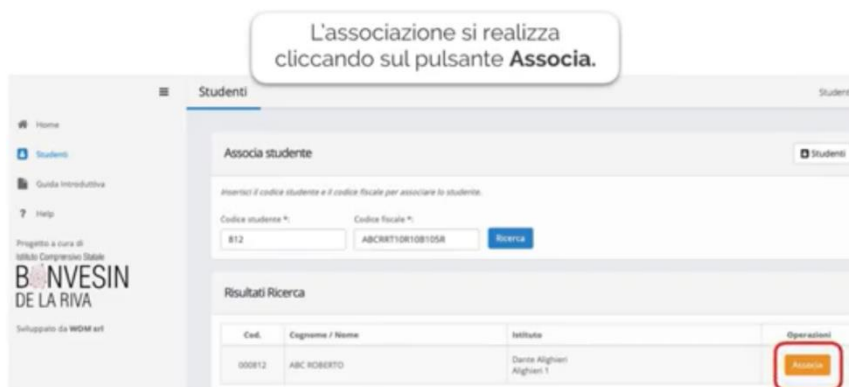 L'associazione si realizza
cliccando sul pulsante Associa.
Studenti
Studenti
Home
Studenti
Guida Introduttiva
Help
Progetto a cura di
Istituto Comprensivo Statale
BONVESIN
DE LA RIVA
Sviluppato da WOM srl
Associa studente
Studenti
Inserisci il codice studente e il codice fiscale per associare lo studente.
Codice studente *: Codice fiscale *:
812 ABCRRT10R10B105R Ricerca
Risultati Ricerca
Cod. Cognome / Nome Istituto Operazioni
000812 ABC ROBERTO Dante Alighieri Associa
Alighieri 1